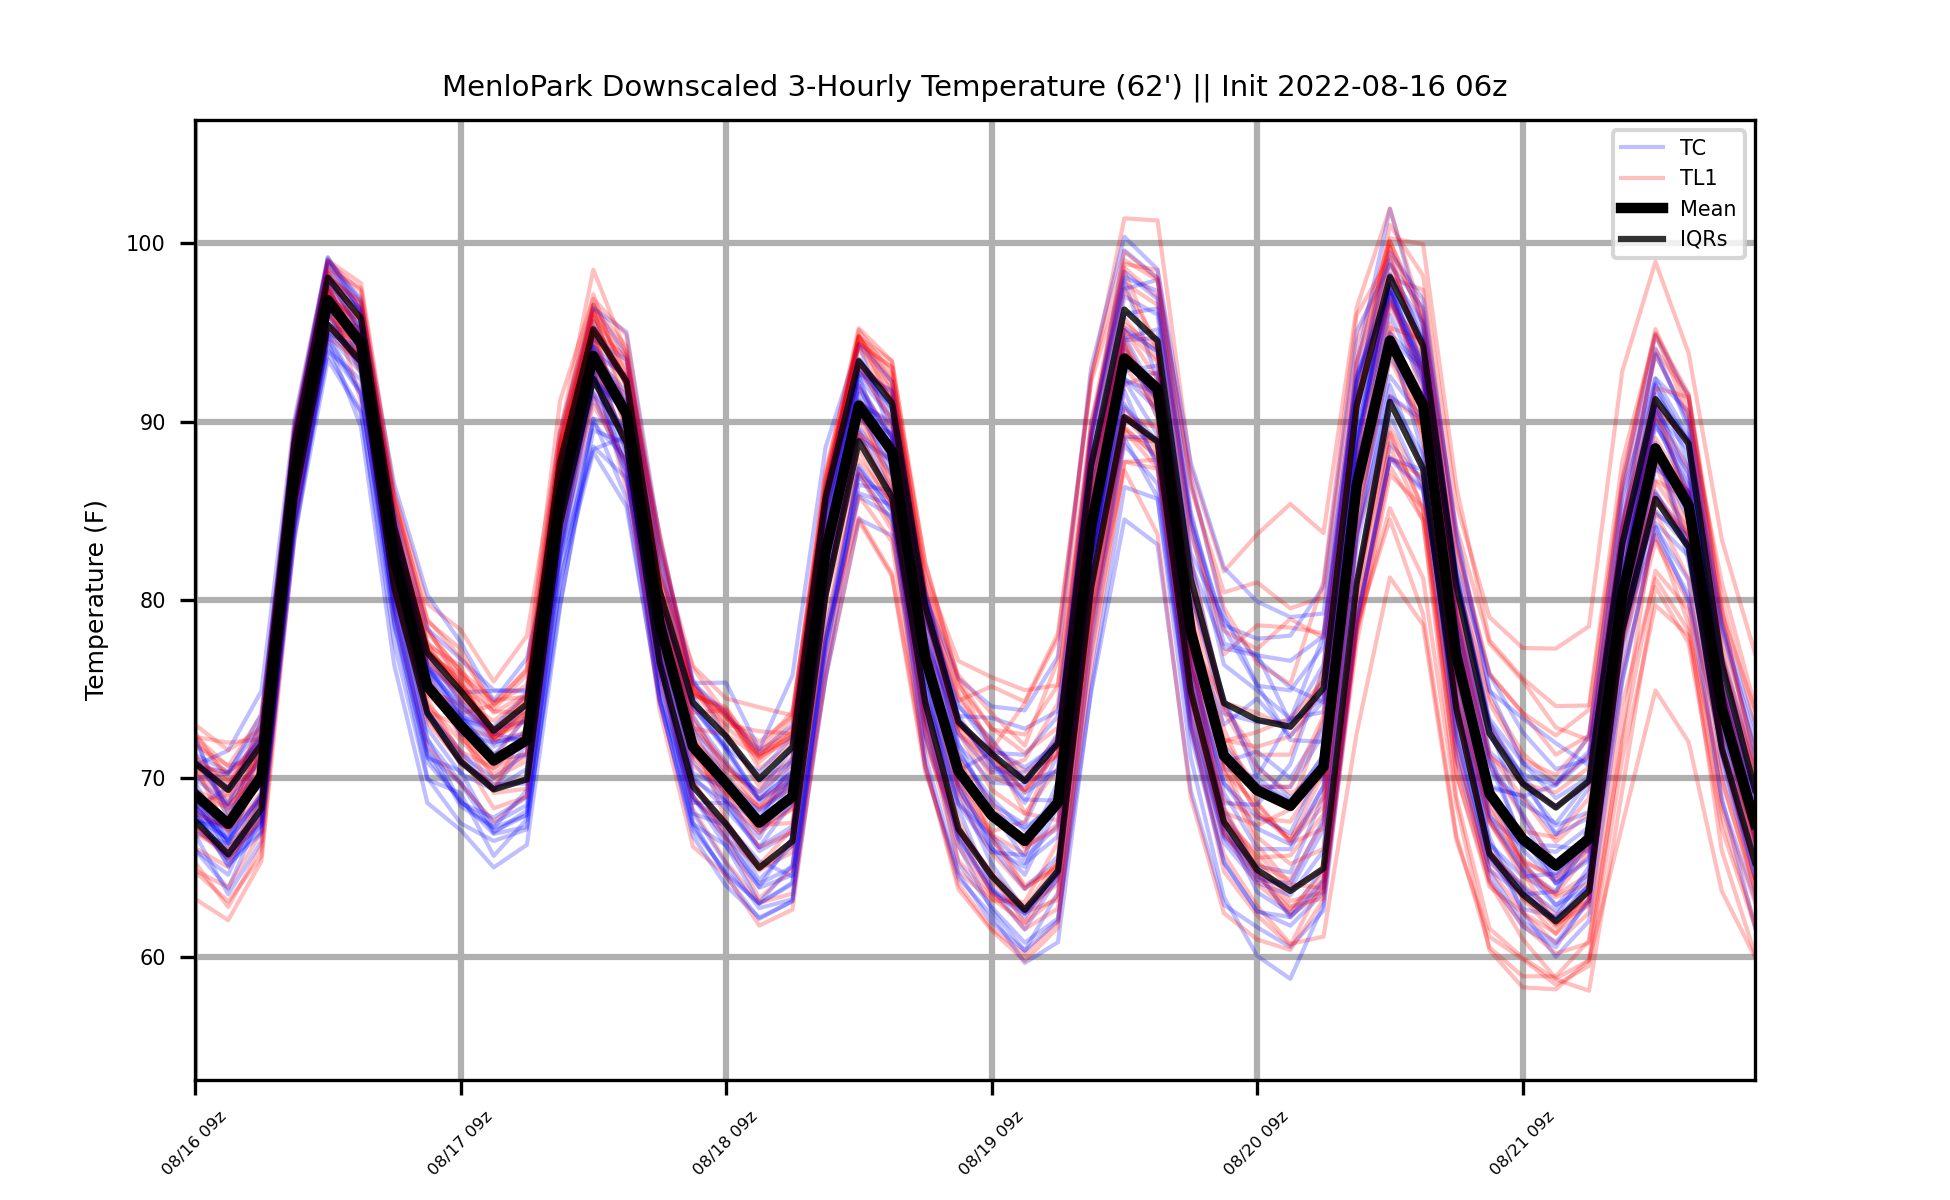 MenloPark Downscaled 3-Hourly Temperature (62') || Init 2022-08-16 06z
TC
TL1
Mean
IQRs
Temperature (F)
100
90
80
70
60
08/16 09z
08/17 09z
08/18 09z
08/19 09z
08/20 09z
08/21 09z